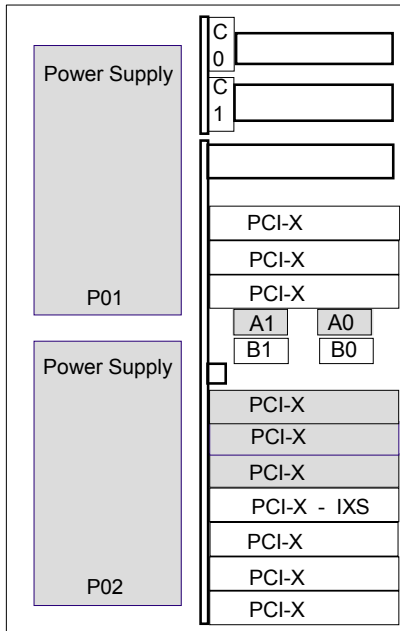 Power Supply
P01
C
0
C
1
PCI-X
PCI-X
PCI-X
A1 A0
B1 B0
Power Supply
P02
PCI-X
PCI-X
PCI-X
PCI-X - IXS
PCI-X
PCI-X
PCI-X